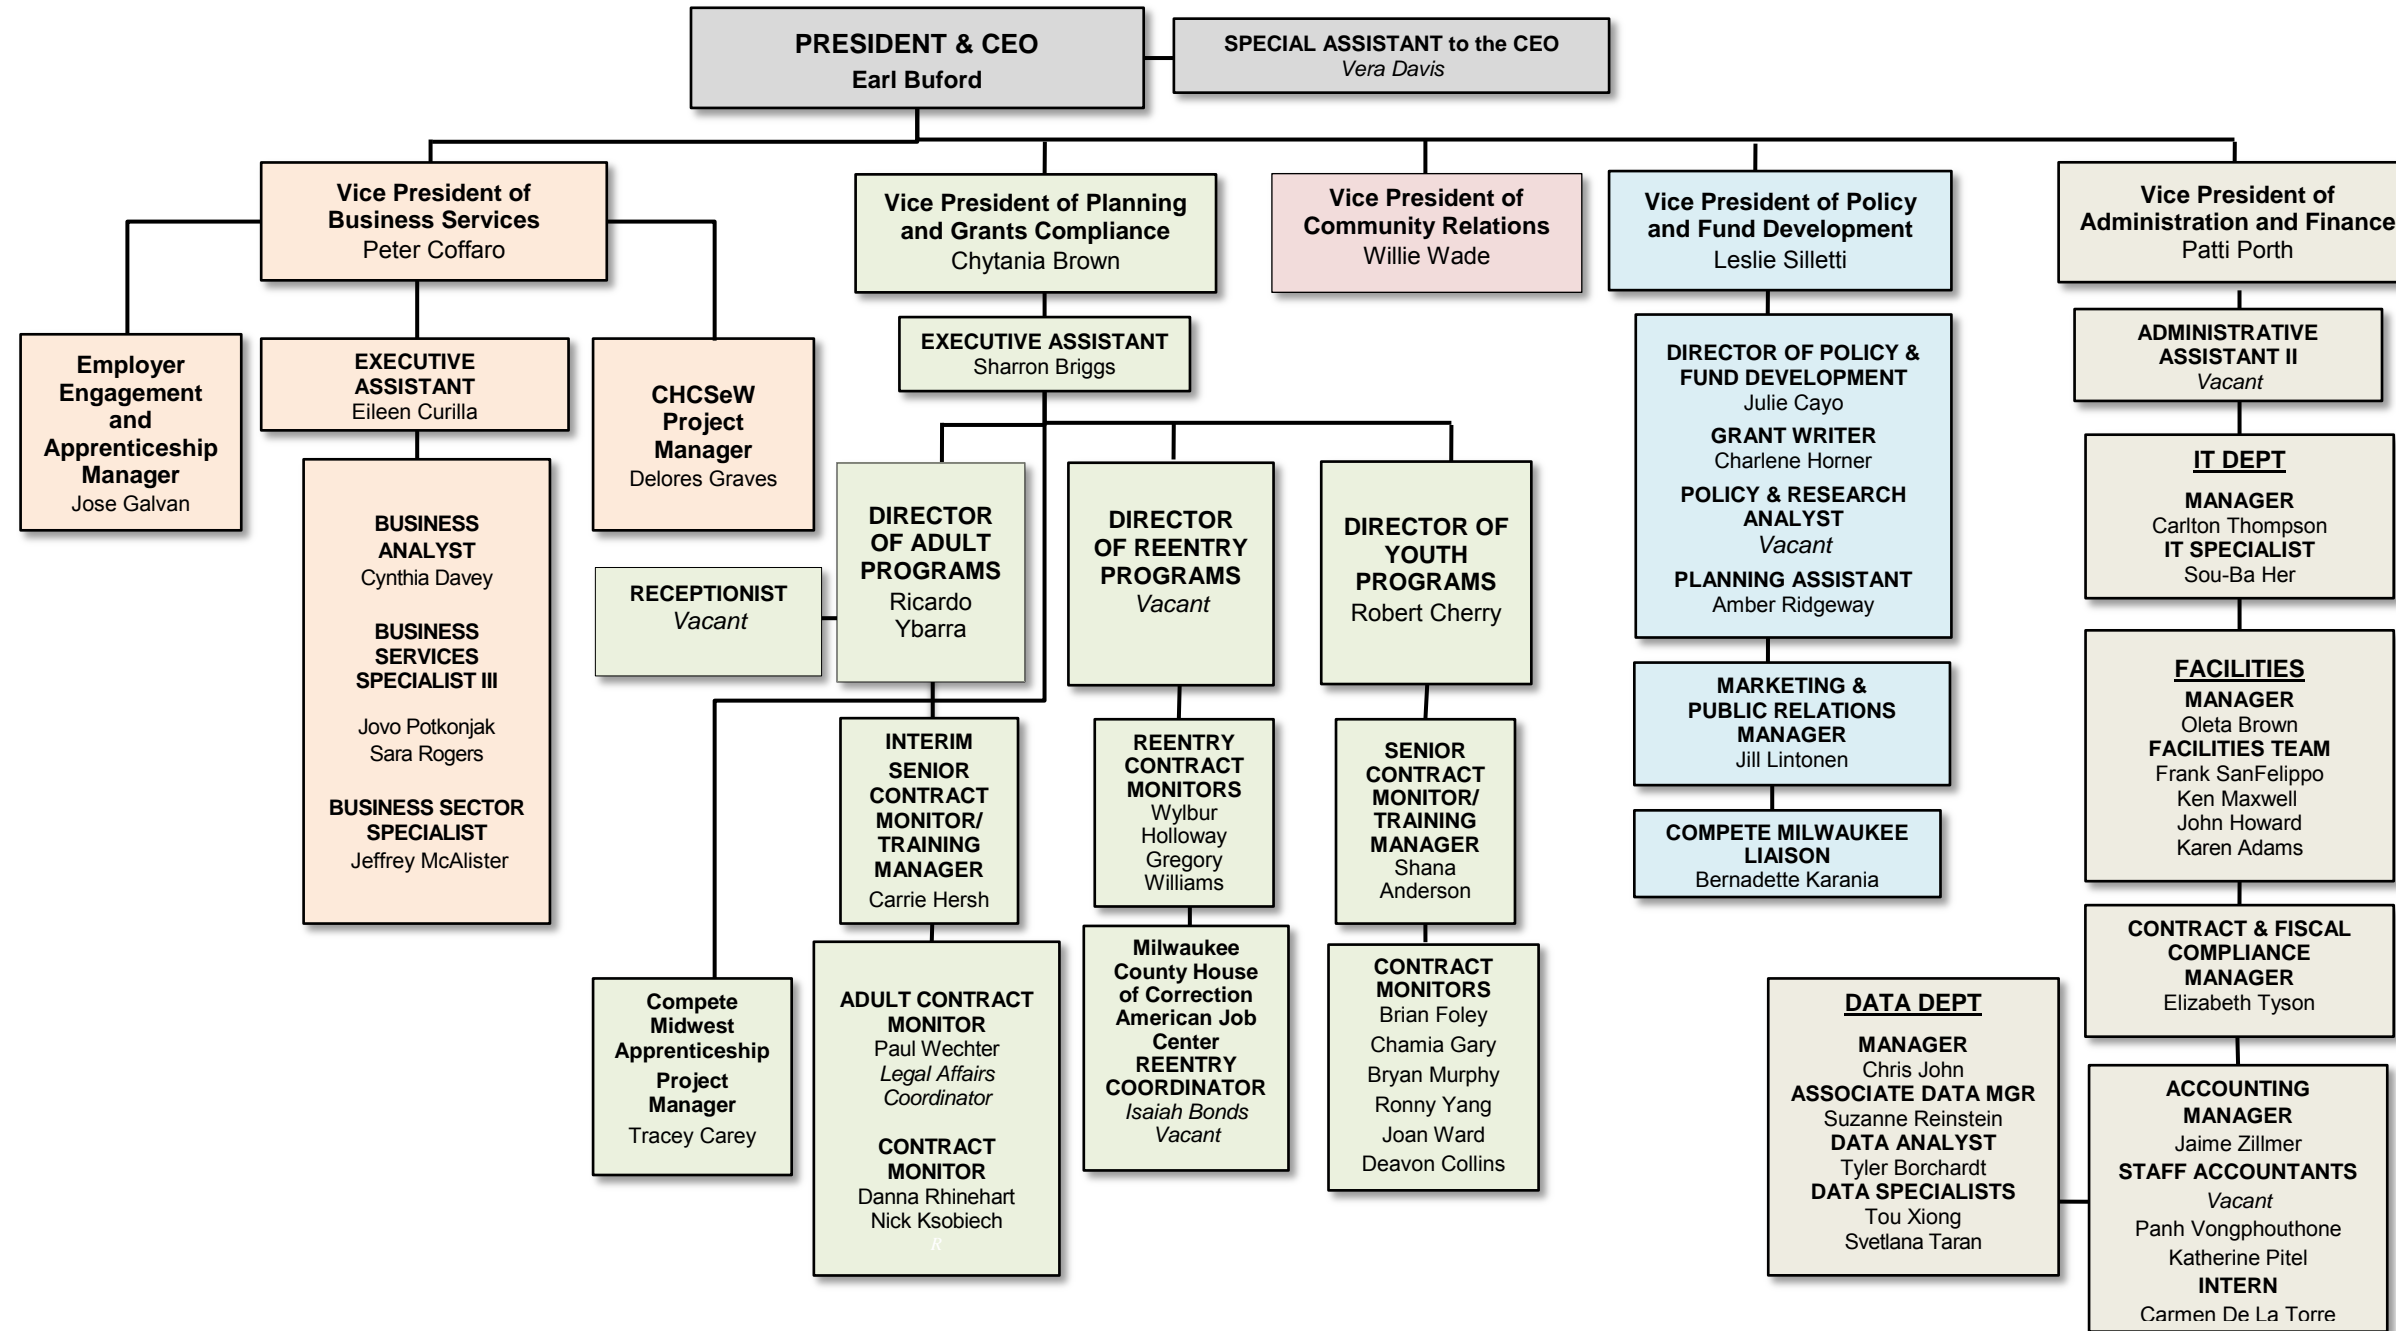 PRESIDENT & CEO
Earl Buford
SPECIAL ASSISTANT to the CEO
Vera Davis
Vice President of
Business Services
Peter Coffaro
Vice President of Planning
and Grants Compliance
Chytania Brown
Vice President of
Community Relations
Willie Wade
Vice President of Policy
and Fund Development
Leslie Silletti
Vice President of
Administration and Finance
Patti Porth
Employer
Engagement
and
Apprenticeship
Manager
Jose Galvan
EXECUTIVE
ASSISTANT
Eileen Curilla
CHCSeW
Project
Manager
Delores Graves
BUSINESS
ANALYST
Cynthia Davey
BUSINESS
SERVICES
SPECIALIST III
Jovo Potkonjak
Sara Rogers
BUSINESS SECTOR
SPECIALIST
Jeffrey McAlister
EXECUTIVE ASSISTANT
Sharron Briggs
RECEPTIONIST
Vacant
DIRECTOR
OF ADULT
PROGRAMS
Ricardo
Ybarra
DIRECTOR
OF REENTRY
PROGRAMS
Vacant
DIRECTOR OF
YOUTH
PROGRAMS
Robert Cherry
Compete
Midwest
Apprenticeship
Project
Manager
Tracey Carey
INTERIM
SENIOR
CONTRACT
MONITOR/
TRAINING
MANAGER
Carrie Hersh
ADULT CONTRACT
MONITOR
Paul Wechter
Legal Affairs
Coordinator
CONTRACT
MONITOR
Danna Rhinehart
Nick Ksobiech
R
REENTRY
CONTRACT
MONITORS
Wylbur
Holloway
Gregory
Williams
Milwaukee
County House
of Correction
American Job
Center
REENTRY
COORDINATOR
Isaiah Bonds
Vacant
SENIOR
CONTRACT
MONITOR/
TRAINING
MANAGER
Shana
Anderson
CONTRACT
MONITORS
Brian Foley
Chamia Gary
Bryan Murphy
Ronny Yang
Joan Ward
Deavon Collins
DIRECTOR OF POLICY &
FUND DEVELOPMENT
Julie Cayo
GRANT WRITER
Charlene Horner
POLICY & RESEARCH
ANALYST
Vacant
PLANNING ASSISTANT
Amber Ridgeway
MARKETING &
PUBLIC RELATIONS
MANAGER
Jill Lintonen
COMPETE MILWAUKEE
LIAISON
Bernadette Karania
ADMINISTRATIVE
ASSISTANT II
Vacant
IT DEPT
MANAGER
Carlton Thompson
IT SPECIALIST
Sou-Ba Her
FACILITIES
MANAGER
Oleta Brown
FACILITIES TEAM
Frank SanFelippo
Ken Maxwell
John Howard
Karen Adams
CONTRACT & FISCAL
COMPLIANCE
MANAGER
Elizabeth Tyson
DATA DEPT
MANAGER
Chris John
ASSOCIATE DATA MGR
Suzanne Reinstein
DATA ANALYST
Tyler Borchardt
DATA SPECIALISTS
Tou Xiong
Svetlana Taran
ACCOUNTING
MANAGER
Jaime Zillmer
STAFF ACCOUNTANTS
Vacant
Panh Vongphouthone
Katherine Pitel
INTERN
Carmen De La Torre